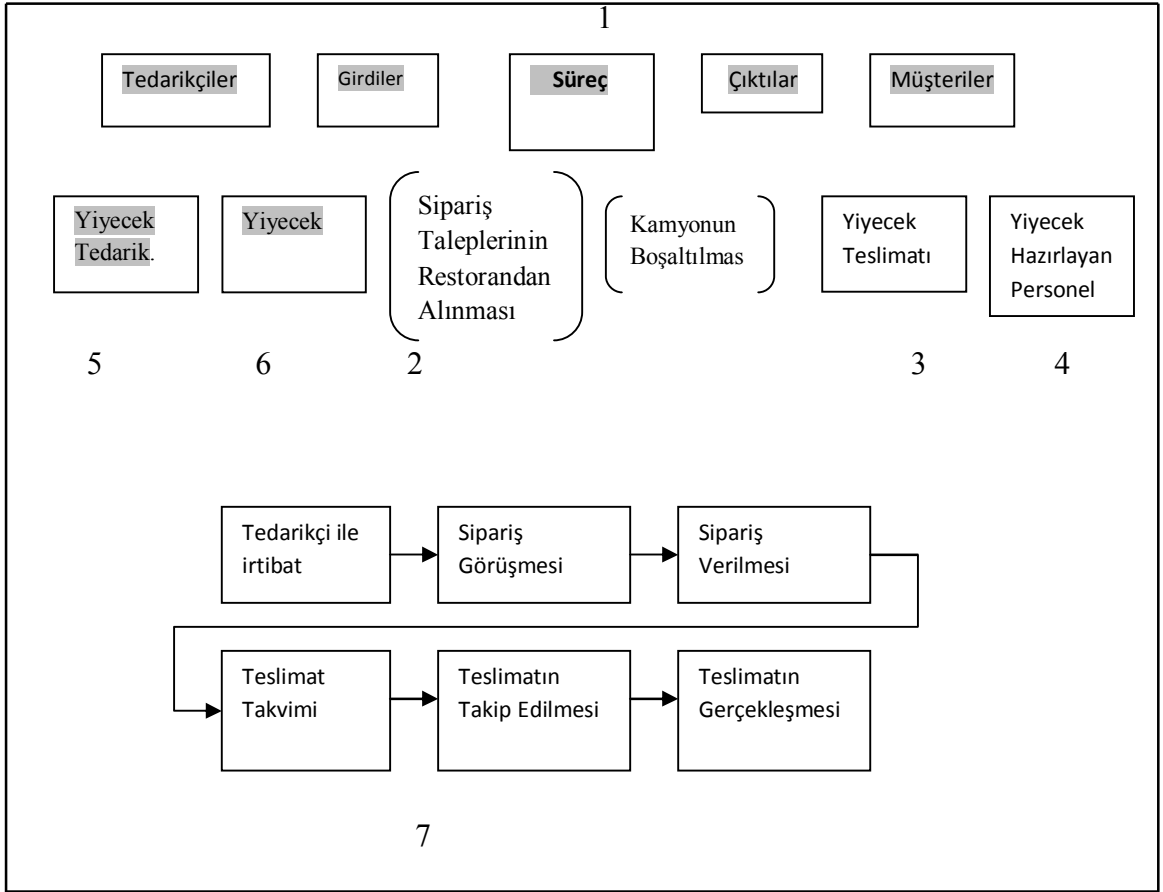 1
Tedarikçiler
Girdiler
Süreç
Çıktılar
Müşteriler
Yiyecek
Tedarik.
Yiyecek
Sipariş
Taleplerinin
Restorandan
Alınması
Kamyonun
Boşaltılmas
Yiyecek
Teslimatı
Yiyecek
Hazırlayan
Personel
5
6
2
3
4
Tedarikçi ile
irtibat
Sipariş
Görüşmesi
Sipariş
Verilmesi
Teslimat
Takvimi
Teslimatın
Takip Edilmesi
Teslimatın
Gerçekleşmesi
7